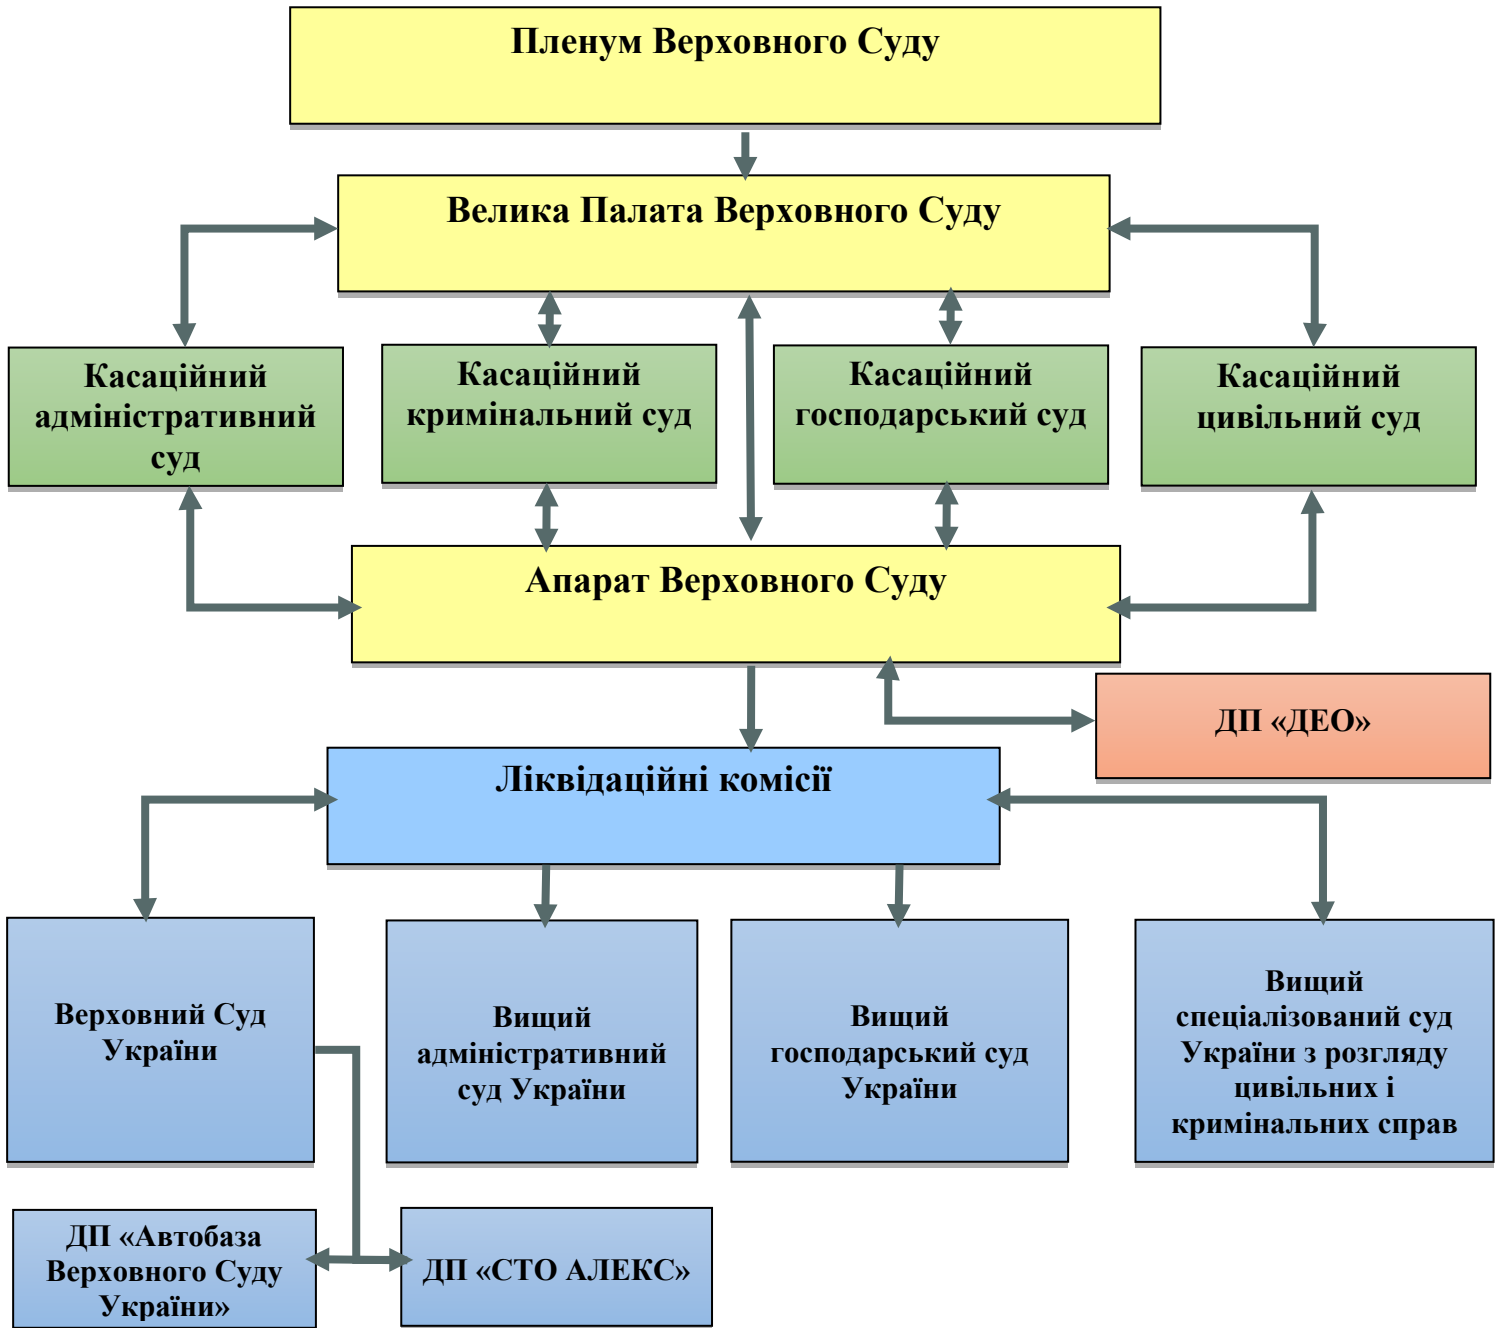 Пленум Верховного Суду
Велика Палата Верховного Суду
Касаційний
адміністративний
суд
Касаційний
кримінальний суд
Касаційний
господарський суд
Касаційний
цивільний суд
Апарат Верховного Суду
ДП «ДЕО»
Ліквідаційні комісії
Верховний Суд
України
Вищий
адміністративний
суд України
Вищий
господарський суд
України
Вищий
спеціалізований суд
України з розгляду
цивільних і
кримінальних справ
ДП «Автобаза
Верховного Суду
України»
ДП «СТО АЛЕКС»